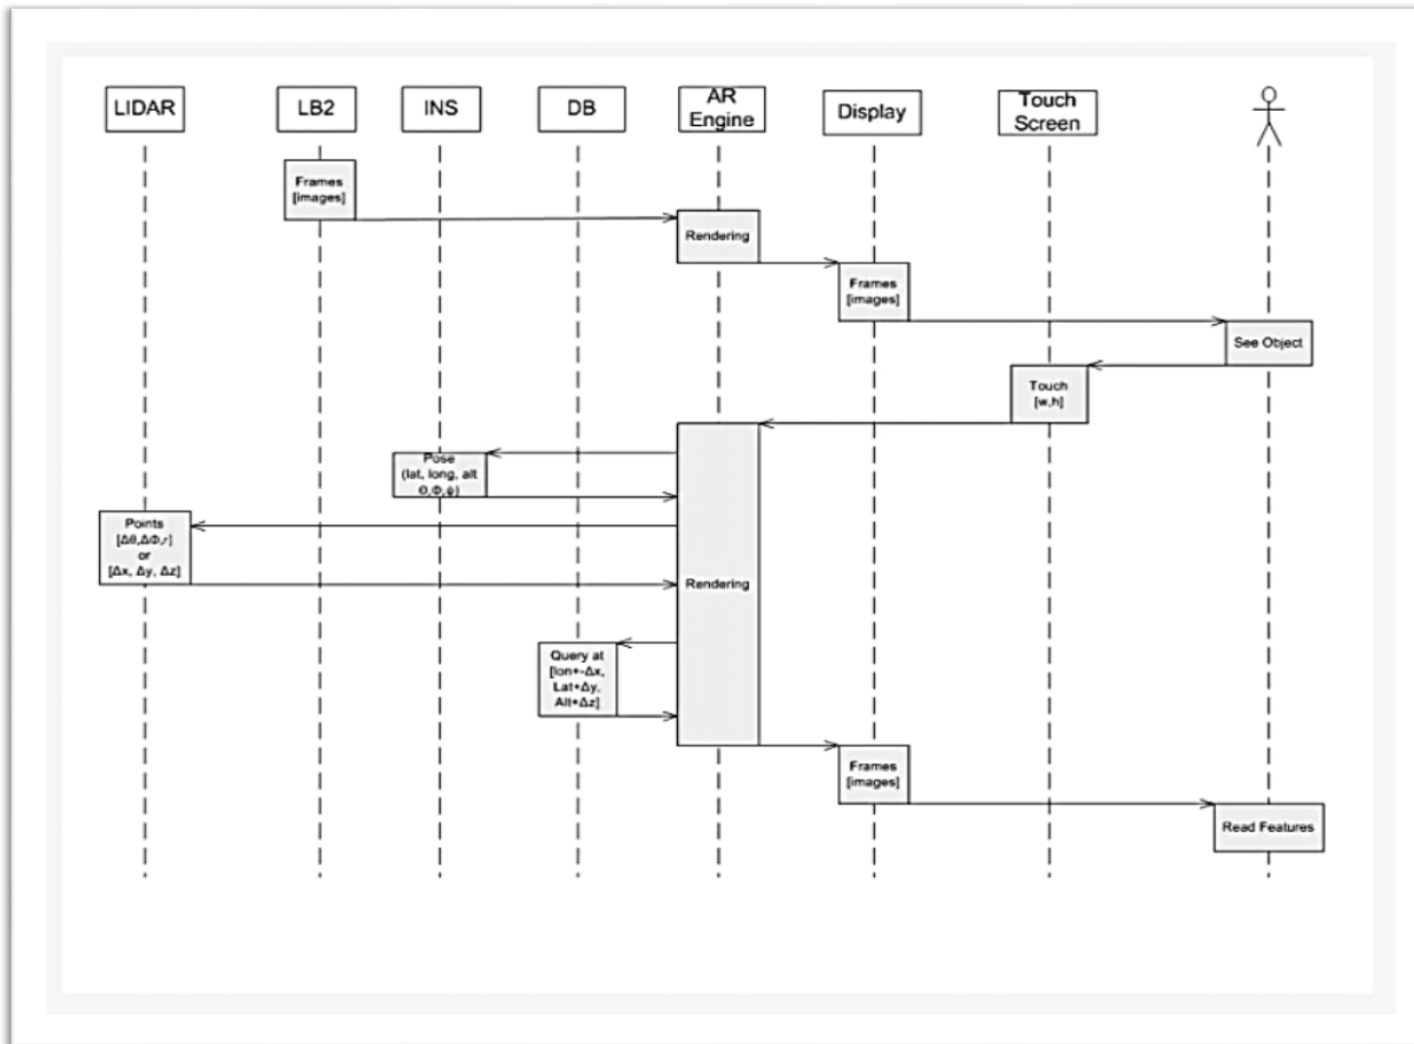 LIDAR
LB2
INS
DB
AR
Engine
Display
Touch
Screen
Frames
[images]
Rendering
Frames
[images]
See Object
Touch
[w,h]
Pose
(lat, long, alt
Θ,Φ,ψ)
Points
[Δθ,ΔΦ,r]
or
[Δx, Δy, Δz]
Rendering
Query at
[lon+-Δx,
Lat+Δy,
Alt+Δz]
Frames
[images]
Read Features